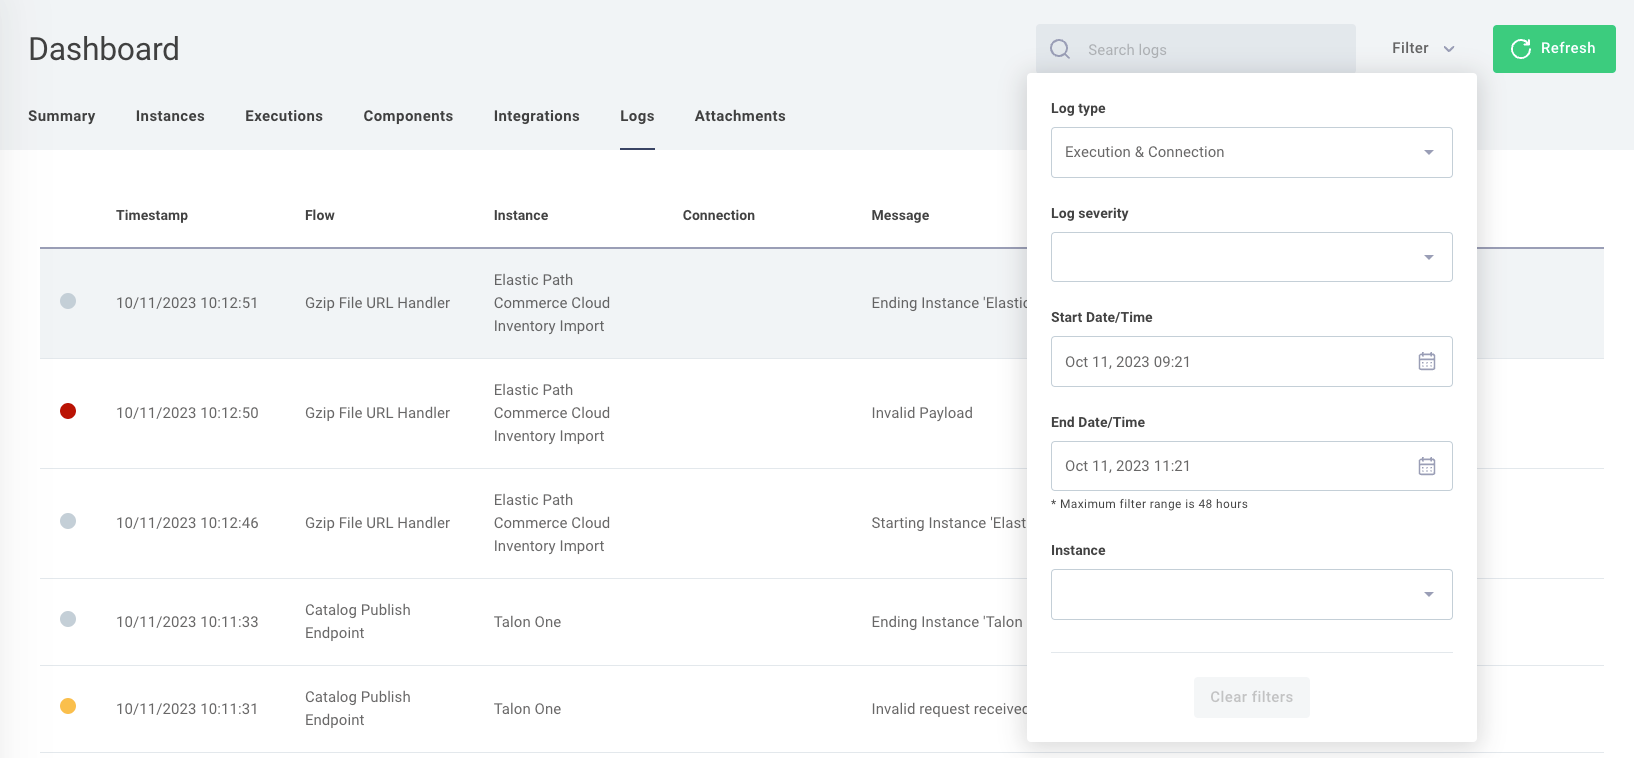 Dashboard
Search logs
Filter
Refresh
Summary
Instances
Executions
Components
Integrations
Logs
Attachments
Timestamp
Flow
Instance
Connection
Message
10/11/2023 10:12:51
Gzip File URL Handler
Elastic Path
Commerce Cloud
Inventory Import
Ending Instance 'Elastic
10/11/2023 10:12:50
Gzip File URL Handler
Elastic Path
Commerce Cloud
Inventory Import
Invalid Payload
10/11/2023 10:12:46
Gzip File URL Handler
Elastic Path
Commerce Cloud
Inventory Import
Starting Instance 'Elast
10/11/2023 10:11:33
Catalog Publish
Endpoint
Talon One
Ending Instance 'Talon
10/11/2023 10:11:31
Catalog Publish
Endpoint
Talon One
Invalid request received
Log type
Execution & Connection
Log severity
Start Date/Time
Oct 11, 2023 09:21
End Date/Time
Oct 11, 2023 11:21
* Maximum filter range is 48 hours
Instance
Clear filters